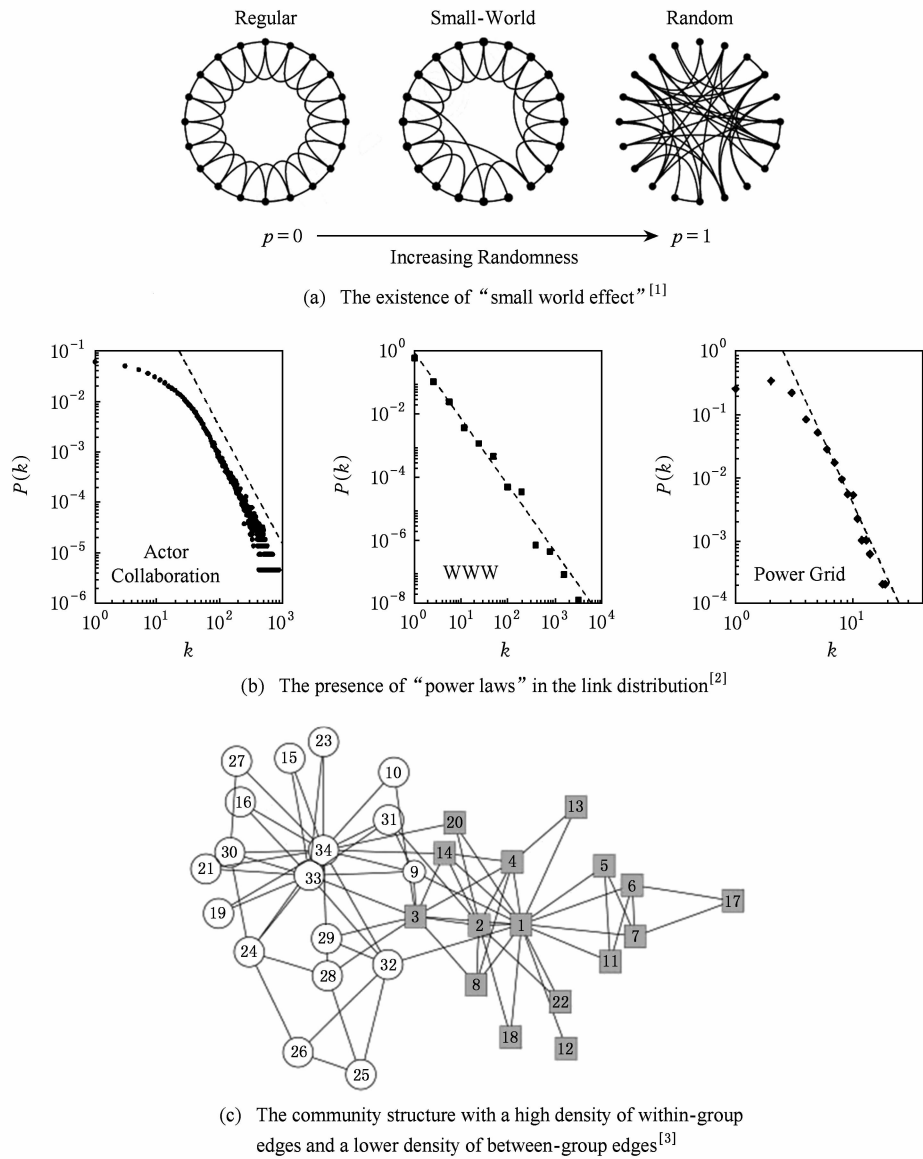 Regular Small-World Random
p = 0 p = 1
Increasing Randomness
(a) The existence of “small world effect”[1]
10^-1
10^-2
10^-3
10^-4
10^-5
10^-6
P(k)
Actor
Collaboration
10^0 10^1 10^2 10^3
k
10^0
10^-2
10^-4
10^-6
10^-8
P(k)
WWW
10^0 10^1 10^2 10^3 10^4
k
10^0
10^-1
10^-2
10^-3
10^-4
P(k)
Power Grid
10^0 10^1
k
(b) The presence of “power laws” in the link distribution[2]
23
27 15
10
16 13
31 20
30 34 14 4
21 33 9 5
6
17
19 3 2 1
29 7
24 32 11
28 8
22
18 12
26
25
(c) The community structure with a high density of within-group
edges and a lower density of between-group edges[3]